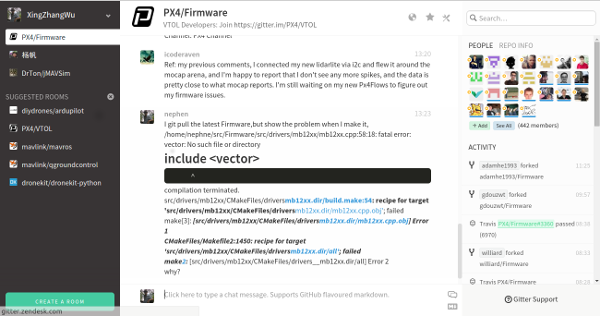 XingZhangWu
PX4/Firmware
杨帆
DrTon/jMAVSim
SUGGESTED ROOMS
diydrones/ardupilot
PX4/VTOL
mavlink/mavros
mavlink/qgroundcontrol
dronekit/dronekit-python
CREATE A ROOM
gitter.zendesk.com
PX4/Firmware
VTOL Developers: Join https://gitter.im/PX4/VTOL
Channel. PX4 Channel
icoderaven 13:20
Ref: my previous comments, I connected my new lidarlite via i2c and flew it around the
mocap arena, and I'm happy to report that I don't see any more spikes, and the data is
pretty close to what mocap reports. I'm still waiting on my new Px4Flows to figure out
my firmware issues.
nephen 13:23
I git pull the latest Firmware,but show the problem when I make it,
/home/nephne/src/Firmware/src/drivers/mb12xx/mb12xx.cpp:58:18: fatal error:
vector: No such file or directory
include <vector>
^
compilation terminated.
src/drivers/mb12xx/CMakeFiles/driversmb12xx.dir/build.make:54: recipe for target
'src/drivers/mb12xx/CMakeFiles/driversmb12xx.dir/mb12xx.cpp.obj'; failed
make[3]: [src/drivers/mb12xx/CMakeFiles/driversmb12xx.dir/mb12xx.cpp.obj] Error
1
CMakeFiles/Makefile2:1450: recipe for target
'src/drivers/mb12xx/CMakeFiles/driversmb12xx.dir/all'; failed
make2: [src/drivers/mb12xx/CMakeFiles/drivers__mb12xx.dir/all] Error 2
why?
Click here to type a chat message. Supports GitHub flavoured markdown.
Search...
PEOPLE REPO INFO
+ Add See All (442 members)
ACTIVITY
adamhe1993 forked 11:25
adamhe1993/Firmware
gdouzwt forked 09:57
gdouzwt/Firmware
Travis PX4/Firmware#3360 passed
(6970)
williard forked
williard/Firmware
Travis PX4/Firmware
Gitter Support